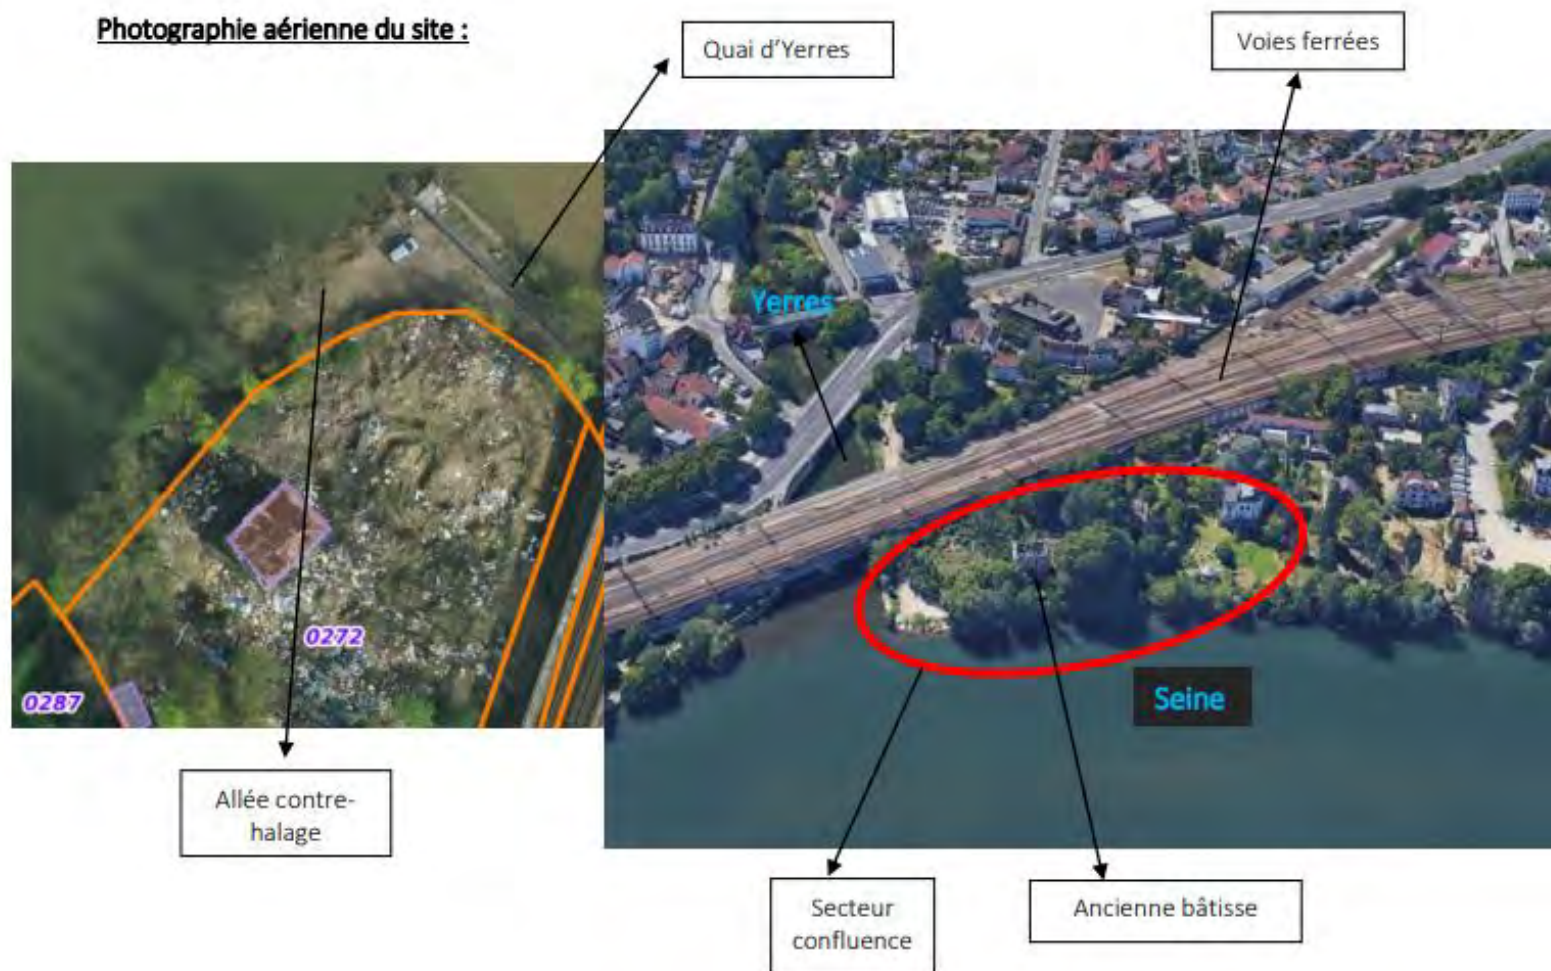 Photographie aérienne du site :
Quai d'Yerres
Voies ferrées
Yerres
0272
0287
Seine
Allée contre-
halage
Secteur
confluence
Ancienne bâtisse